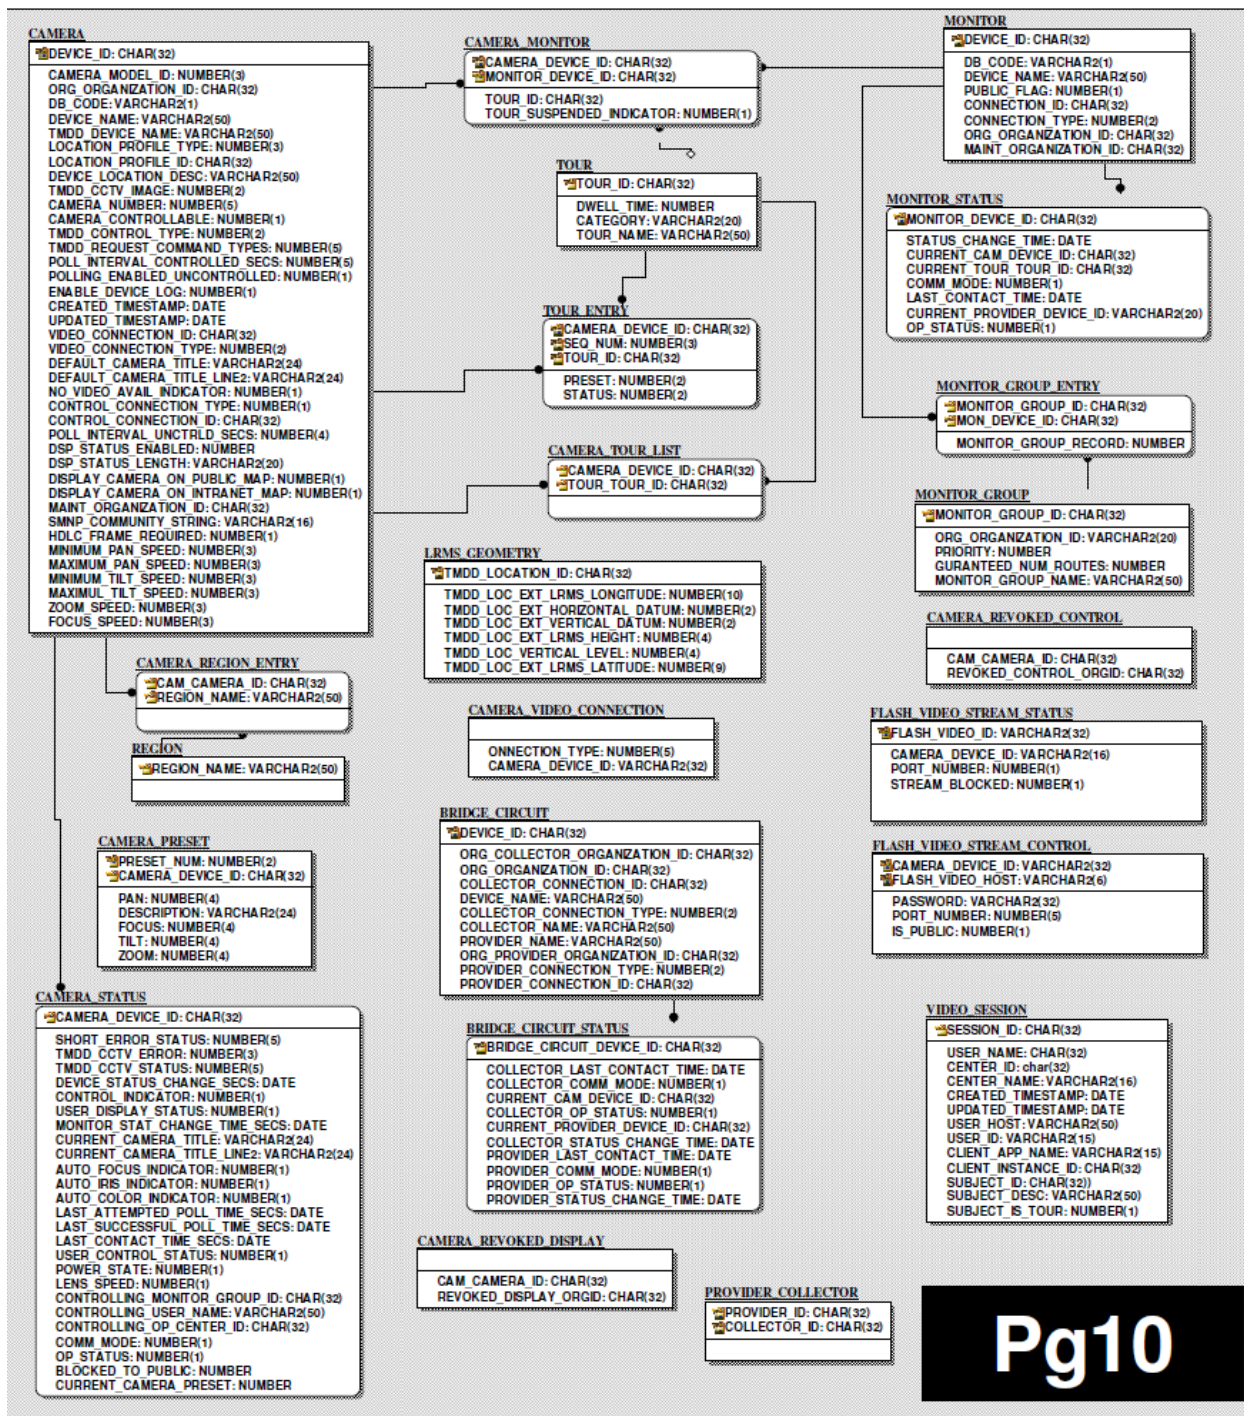 CAMERA
DEVICE_ID: CHAR(32)
CAMERA_MODEL_ID: NUMBER(3)
ORG_ORGANIZATION_ID: CHAR(32)
DB_CODE: VARCHAR2(1)
DEVICE_NAME: VARCHAR2(50)
TMDD_DEVICE_NAME: VARCHAR2(50)
LOCATION_PROFILE_TYPE: NUMBER(3)
LOCATION_PROFILE_ID: CHAR(32)
DEVICE_LOCATION_DESC: VARCHAR2(50)
TMDD_CCTV_IMAGE: NUMBER(2)
CAMERA_NUMBER: NUMBER(5)
CAMERA_CONTROLLABLE: NUMBER(1)
TMDD_CONTROL_TYPE: NUMBER(2)
TMDD_REQUEST_COMMAND_TYPES: NUMBER(5)
POLL_INTERVAL_CONTROLLED_SECS: NUMBER(5)
POLLING_ENABLED_UNCONTROLLED: NUMBER(1)
ENABLE_DEVICE_LOG: NUMBER(1)
CREATED_TIMESTAMP: DATE
UPDATED_TIMESTAMP: DATE
VIDEO_CONNECTION_ID: CHAR(32)
VIDEO_CONNECTION_TYPE: NUMBER(2)
DEFAULT_CAMERA_TITLE: VARCHAR2(24)
DEFAULT_CAMERA_TITLE_LINE2: VARCHAR2(24)
NO_VIDEO_AVAIL_INDICATOR: NUMBER(1)
CONTROL_CONNECTION_TYPE: NUMBER(1)
CONTROL_CONNECTION_ID: CHAR(32)
POLL_INTERVAL_UNCTRLD_SECS: NUMBER(4)
DSP_STATUS_ENABLED: NUMBER
DSP_STATUS_LENGTH: VARCHAR2(20)
DISPLAY_CAMERA_ON_PUBLIC_MAP: NUMBER(1)
DISPLAY_CAMERA_ON_INTRANET_MAP: NUMBER(1)
MAINT_ORGANIZATION_ID: CHAR(32)
SMNP_COMMUNITY_STRING: VARCHAR2(16)
HDLC_FRAME_REQUIRED: NUMBER(1)
MINIMUM_PAN_SPEED: NUMBER(3)
MAXIMUM_PAN_SPEED: NUMBER(3)
MINIMUM_TILT_SPEED: NUMBER(3)
MAXIMUL_TILT_SPEED: NUMBER(3)
ZOOM_SPEED: NUMBER(3)
FOCUS_SPEED: NUMBER(3)
CAMERA_REGION_ENTRY
CAM_CAMERA_ID: CHAR(32)
REGION_NAME: VARCHAR2(50)
REGION
REGION_NAME: VARCHAR2(50)
CAMERA_PRESET
PRESET_NUM: NUMBER(2)
CAMERA_DEVICE_ID: CHAR(32)
PAN: NUMBER(4)
DESCRIPTION: VARCHAR2(24)
FOCUS: NUMBER(4)
TILT: NUMBER(4)
ZOOM: NUMBER(4)
CAMERA_STATUS
CAMERA_DEVICE_ID: CHAR(32)
SHORT_ERROR_STATUS: NUMBER(5)
TMDD_CCTV_ERROR: NUMBER(3)
TMDD_CCTV_STATUS: NUMBER(5)
DEVICE_STATUS_CHANGE_SECS: DATE
CONTROL_INDICATOR: NUMBER(1)
USER_DISPLAY_STATUS: NUMBER(1)
MONITOR_STAT_CHANGE_TIME_SECS: DATE
CURRENT_CAMERA_TITLE: VARCHAR2(24)
CURRENT_CAMERA_TITLE_LINE2: VARCHAR2(24)
AUTO_FOCUS_INDICATOR: NUMBER(1)
AUTO_IRIS_INDICATOR: NUMBER(1)
AUTO_COLOR_INDICATOR: NUMBER(1)
LAST_ATTEMPTED_POLL_TIME_SECS: DATE
LAST_SUCCESSFUL_POLL_TIME_SECS: DATE
LAST_CONTACT_TIME_SECS: DATE
USER_CONTROL_STATUS: NUMBER(1)
POWER_STATE: NUMBER(1)
LENS_SPEED: NUMBER(1)
CONTROLLING_MONITOR_GROUP_ID: CHAR(32)
CONTROLLING_USER_NAME: VARCHAR2(50)
CONTROLLING_OP_CENTER_ID: CHAR(32)
COMM_MODE: NUMBER(1)
OP_STATUS: NUMBER(1)
BLOCKED_TO_PUBLIC: NUMBER
CURRENT_CAMERA_PRESET: NUMBER
CAMERA_MONITOR
CAMERA_DEVICE_ID: CHAR(32)
MONITOR_DEVICE_ID: CHAR(32)
TOUR_ID: CHAR(32)
TOUR_SUSPENDED_INDICATOR: NUMBER(1)
TOUR
TOUR_ID: CHAR(32)
DWELL_TIME: NUMBER
CATEGORY: VARCHAR2(20)
TOUR_NAME: VARCHAR2(50)
TOUR_ENTRY
CAMERA_DEVICE_ID: CHAR(32)
SEQ_NUM: NUMBER(3)
TOUR_ID: CHAR(32)
PRESET: NUMBER(2)
STATUS: NUMBER(2)
CAMERA_TOUR_LIST
CAMERA_DEVICE_ID: CHAR(32)
TOUR_TOUR_ID: CHAR(32)
LRMS_GEOMETRY
TMDD_LOCATION_ID: CHAR(32)
TMDD_LOC_EXT_LRMS_LONGITUDE: NUMBER(10)
TMDD_LOC_EXT_HORIZONTAL_DATUM: NUMBER(2)
TMDD_LOC_EXT_VERTICAL_DATUM: NUMBER(2)
TMDD_LOC_EXT_LRMS_HEIGHT: NUMBER(4)
TMDD_LOC_VERTICAL_LEVEL: NUMBER(4)
TMDD_LOC_EXT_LRMS_LATITUDE: NUMBER(9)
CAMERA_VIDEO_CONNECTION
ONNECTION_TYPE: NUMBER(5)
CAMERA_DEVICE_ID: VARCHAR2(32)
BRIDGE_CIRCUIT
DEVICE_ID: CHAR(32)
ORG_COLLECTOR_ORGANIZATION_ID: CHAR(32)
ORG_ORGANIZATION_ID: CHAR(32)
COLLECTOR_CONNECTION_ID: CHAR(32)
DEVICE_NAME: VARCHAR2(50)
COLLECTOR_CONNECTION_TYPE: NUMBER(2)
COLLECTOR_NAME: VARCHAR2(50)
PROVIDER_NAME: VARCHAR2(50)
ORG_PROVIDER_ORGANIZATION_ID: CHAR(32)
PROVIDER_CONNECTION_TYPE: NUMBER(2)
PROVIDER_CONNECTION_ID: CHAR(32)
BRIDGE_CIRCUIT_STATUS
BRIDGE_CIRCUIT_DEVICE_ID: CHAR(32)
COLLECTOR_LAST_CONTACT_TIME: DATE
COLLECTOR_COMM_MODE: NUMBER(1)
CURRENT_CAM_DEVICE_ID: CHAR(32)
COLLECTOR_OP_STATUS: NUMBER(1)
CURRENT_PROVIDER_DEVICE_ID: CHAR(32)
COLLECTOR_STATUS_CHANGE_TIME: DATE
PROVIDER_LAST_CONTACT_TIME: DATE
PROVIDER_COMM_MODE: NUMBER(1)
PROVIDER_OP_STATUS: NUMBER(1)
PROVIDER_STATUS_CHANGE_TIME: DATE
CAMERA_REVOKED_DISPLAY
CAM_CAMERA_ID: CHAR(32)
REVOKED_DISPLAY_ORGID: CHAR(32)
PROVIDER_COLLECTOR
PROVIDER_ID: CHAR(32)
COLLECTOR_ID: CHAR(32)
MONITOR
DEVICE_ID: CHAR(32)
DB_CODE: VARCHAR2(1)
DEVICE_NAME: VARCHAR2(50)
PUBLIC_FLAG: NUMBER(1)
CONNECTION_ID: CHAR(32)
CONNECTION_TYPE: NUMBER(2)
ORG_ORGANIZATION_ID: CHAR(32)
MAINT_ORGANIZATION_ID: CHAR(32)
MONITOR_STATUS
MONITOR_DEVICE_ID: CHAR(32)
STATUS_CHANGE_TIME: DATE
CURRENT_CAM_DEVICE_ID: CHAR(32)
CURRENT_TOUR_TOUR_ID: CHAR(32)
COMM_MODE: NUMBER(1)
LAST_CONTACT_TIME: DATE
CURRENT_PROVIDER_DEVICE_ID: VARCHAR2(20)
OP_STATUS: NUMBER(1)
MONITOR_GROUP_ENTRY
MONITOR_GROUP_ID: CHAR(32)
MON_DEVICE_ID: CHAR(32)
MONITOR_GROUP_RECORD: NUMBER
MONITOR_GROUP
MONITOR_GROUP_ID: CHAR(32)
ORG_ORGANIZATION_ID: VARCHAR2(20)
PRIORITY: NUMBER
GURANTEED_NUM_ROUTES: NUMBER
MONITOR_GROUP_NAME: VARCHAR2(50)
CAMERA_REVOKED_CONTROL
CAM_CAMERA_ID: CHAR(32)
REVOKED_CONTROL_ORGID: CHAR(32)
FLASH_VIDEO_STREAM_STATUS
FLASH_VIDEO_ID: VARCHAR2(32)
CAMERA_DEVICE_ID: VARCHAR2(16)
PORT_NUMBER: NUMBER(1)
STREAM_BLOCKED: NUMBER(1)
FLASH_VIDEO_STREAM_CONTROL
CAMERA_DEVICE_ID: VARCHAR2(32)
FLASH_VIDEO_HOST: VARCHAR2(6)
PASSWORD: VARCHAR2(32)
PORT_NUMBER: NUMBER(5)
IS_PUBLIC: NUMBER(1)
VIDEO_SESSION
SESSION_ID: CHAR(32)
USER_NAME: CHAR(32)
CENTER_ID: char(32)
CENTER_NAME: VARCHAR2(16)
CREATED_TIMESTAMP: DATE
UPDATED_TIMESTAMP: DATE
USER_HOST: VARCHAR2(50)
USER_ID: VARCHAR2(15)
CLIENT_APP_NAME: VARCHAR2(15)
CLIENT_INSTANCE_ID: CHAR(32)
SUBJECT_ID: CHAR(32))
SUBJECT_DESC: VARCHAR2(50)
SUBJECT_IS_TOUR: NUMBER(1)
Pg10